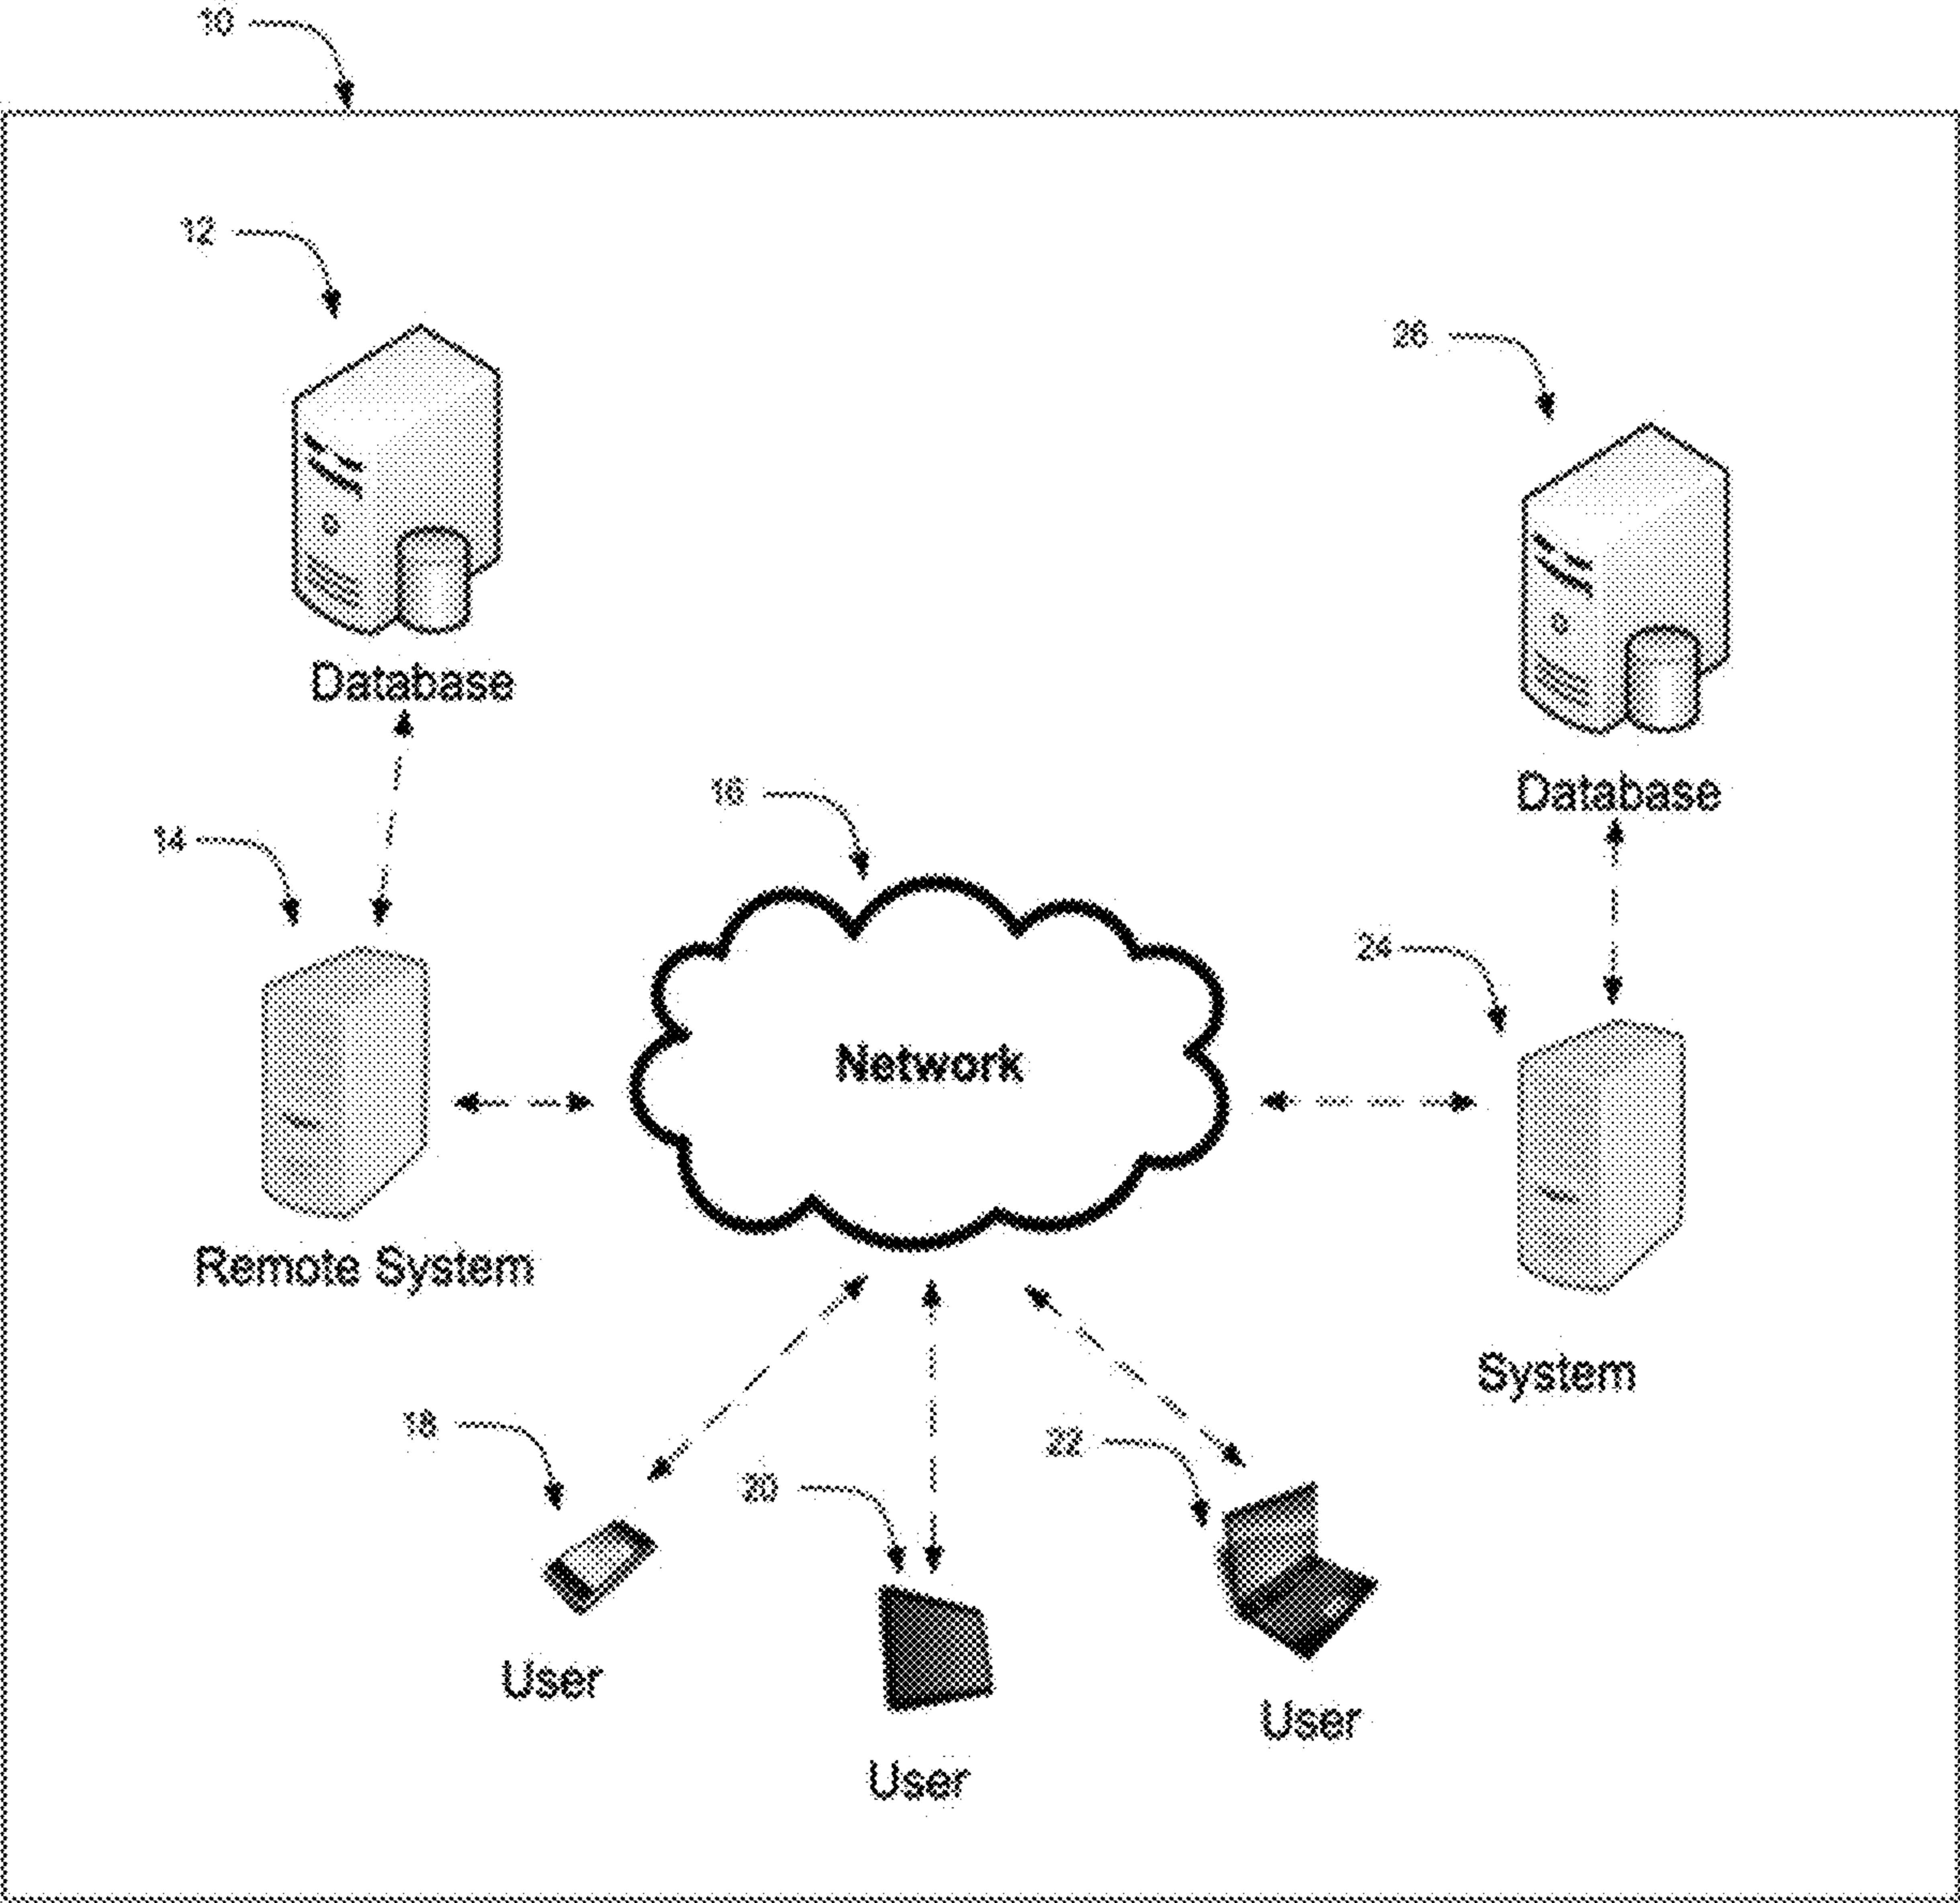 10
12
26
Database
16
Database
14
24
Network
Remote System
System
18
22
20
User
User
User